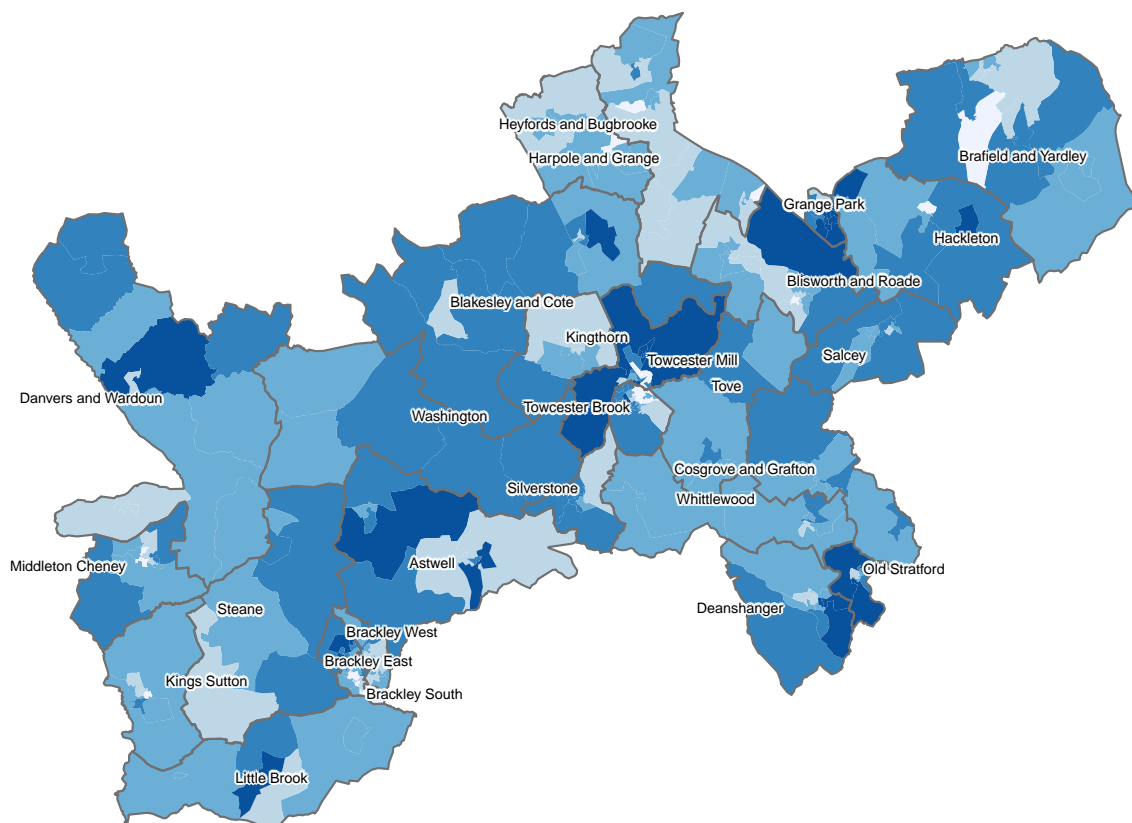 Heyfords and Bugbrooke
Harpole and Grange
Brafield and Yardley
Grange Park
Hackleton
Blisworth and Roade
Blakesley and Cote
Kingthorn
Towcester Mill
Salcey
Tove
Danvers and Wardoun
Towcester Brook
Washington
Cosgrove and Grafton
Silverstone
Whittlewood
Astwell
Middleton Cheney
Old Stratford
Deanshanger
Steane
Brackley West
Brackley East
Kings Sutton
Brackley South
Little Brook